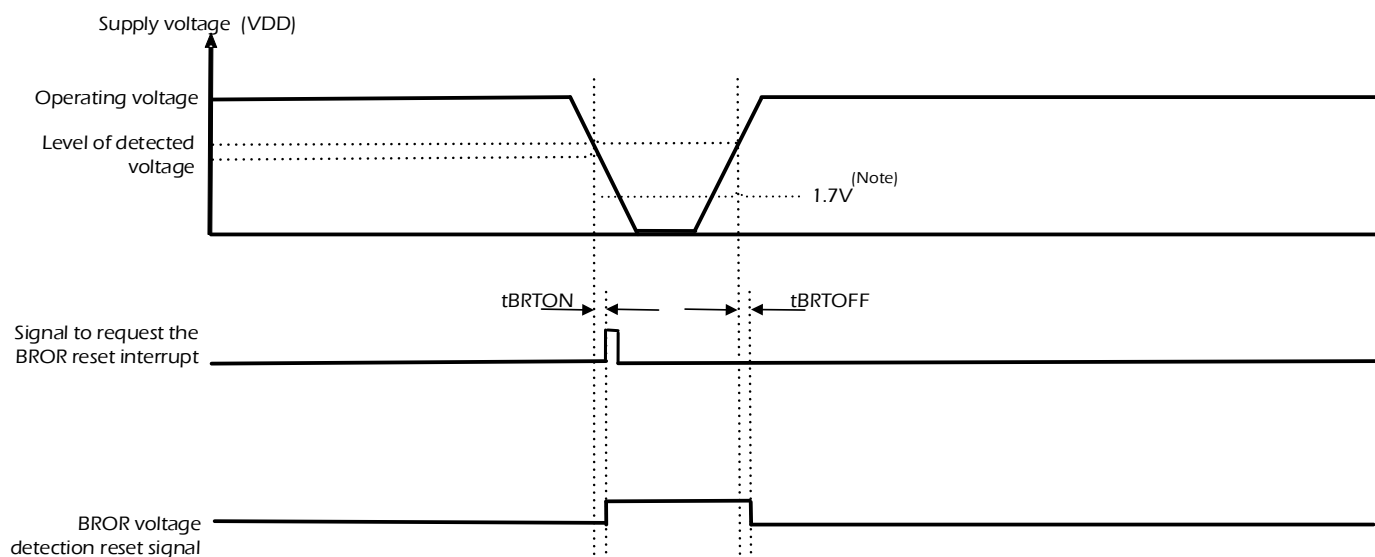 Supply voltage (VDD)
Operating voltage
Level of detected
voltage
1.7V(Note)
tBRTON
tBRTOFF
Signal to request the
BROR reset interrupt
BROR voltage
detection reset signal